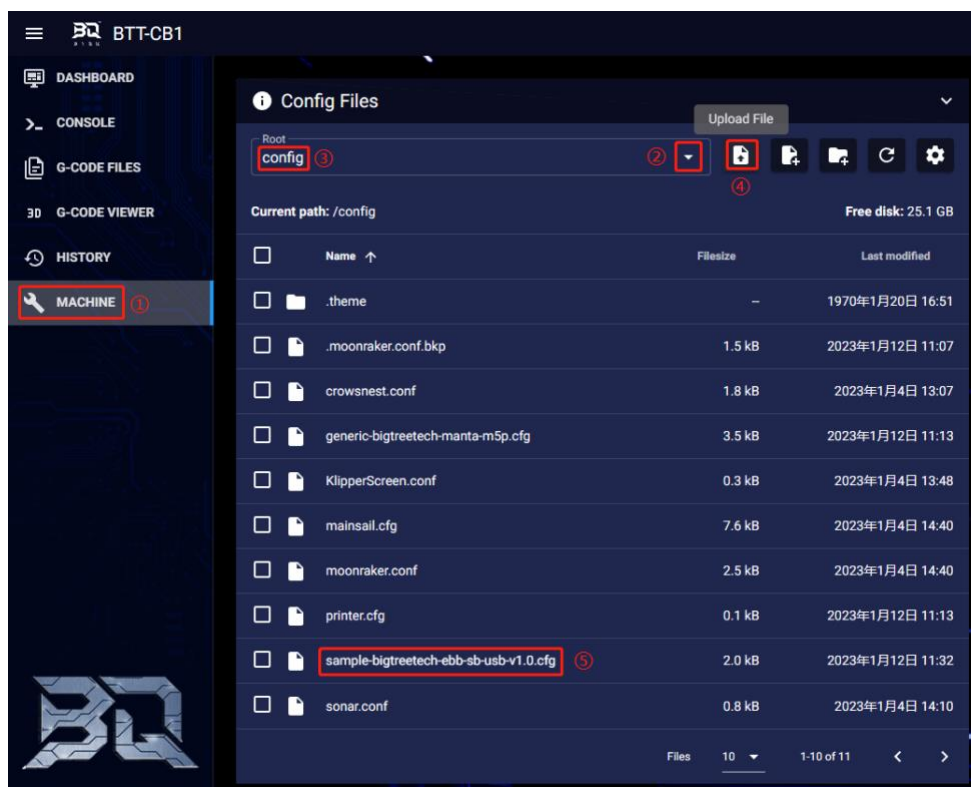 BQ BTT-CB1
DASHBOARD
CONSOLE
G-CODE FILES
3D G-CODE VIEWER
HISTORY
MACHINE ①
BQ
Config Files
Upload File
Root
config ③ ②
④
Current path: /config Free disk: 25.1 GB
Name Filesize Last modified
.theme – 1970年1月20日 16:51
.moonraker.conf.bkp 1.5 kB 2023年1月12日 11:07
crowsnest.conf 1.8 kB 2023年1月4日 13:07
generic-bigtreetech-manta-m5p.cfg 3.5 kB 2023年1月12日 11:13
KlipperScreen.conf 0.3 kB 2023年1月4日 13:48
mainsail.cfg 7.6 kB 2023年1月4日 14:40
moonraker.conf 2.5 kB 2023年1月4日 14:40
printer.cfg 0.1 kB 2023年1月12日 11:13
sample-bigtreetech-ebb-sb-usb-v1.0.cfg ⑤ 2.0 kB 2023年1月12日 11:32
sonar.conf 0.8 kB 2023年1月4日 14:10
Files 10 1-10 of 11